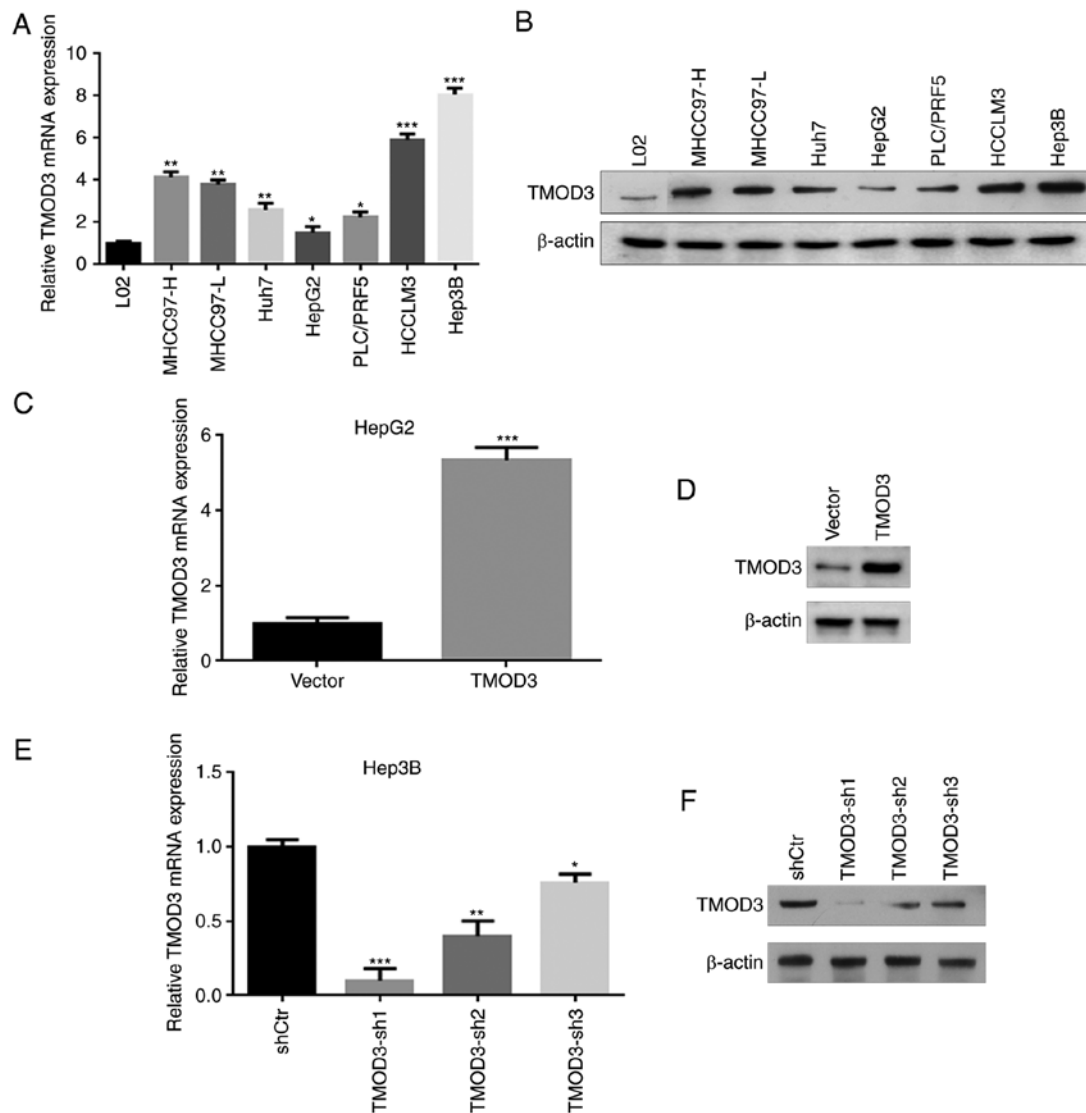 A
Relative TMOD3 mRNA expression
10
8
6
4
2
0
**
**
**
*
*
***
***
L02
MHCC97-H
MHCC97-L
Huh7
HepG2
PLC/PRF5
HCCLM3
Hep3B
B
L02
MHCC97-H
MHCC97-L
Huh7
HepG2
PLC/PRF5
HCCLM3
Hep3B
TMOD3
β-actin
C
HepG2
Relative TMOD3 mRNA expression
6
4
2
0
***
Vector
TMOD3
D
Vector
TMOD3
TMOD3
β-actin
E
Hep3B
Relative TMOD3 mRNA expression
1.5
1.0
0.5
0.0
***
**
*
shCtr
TMOD3-sh1
TMOD3-sh2
TMOD3-sh3
F
shCtr
TMOD3-sh1
TMOD3-sh2
TMOD3-sh3
TMOD3
β-actin